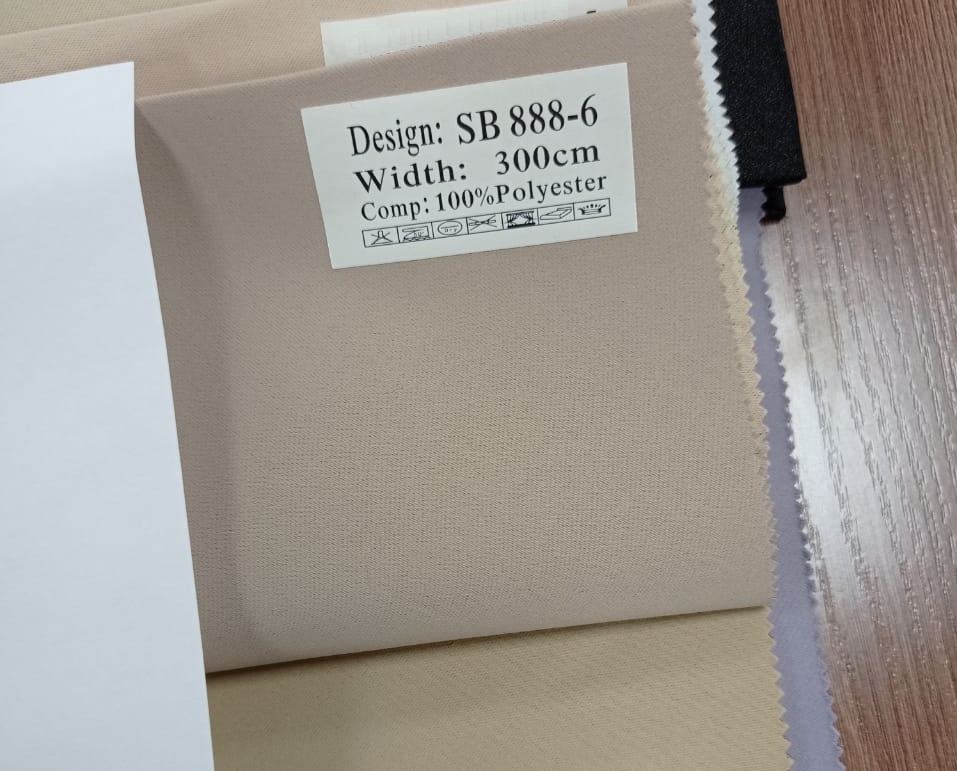 Design: SB 888-6
Width: 300cm
Comp: 100%Polyester